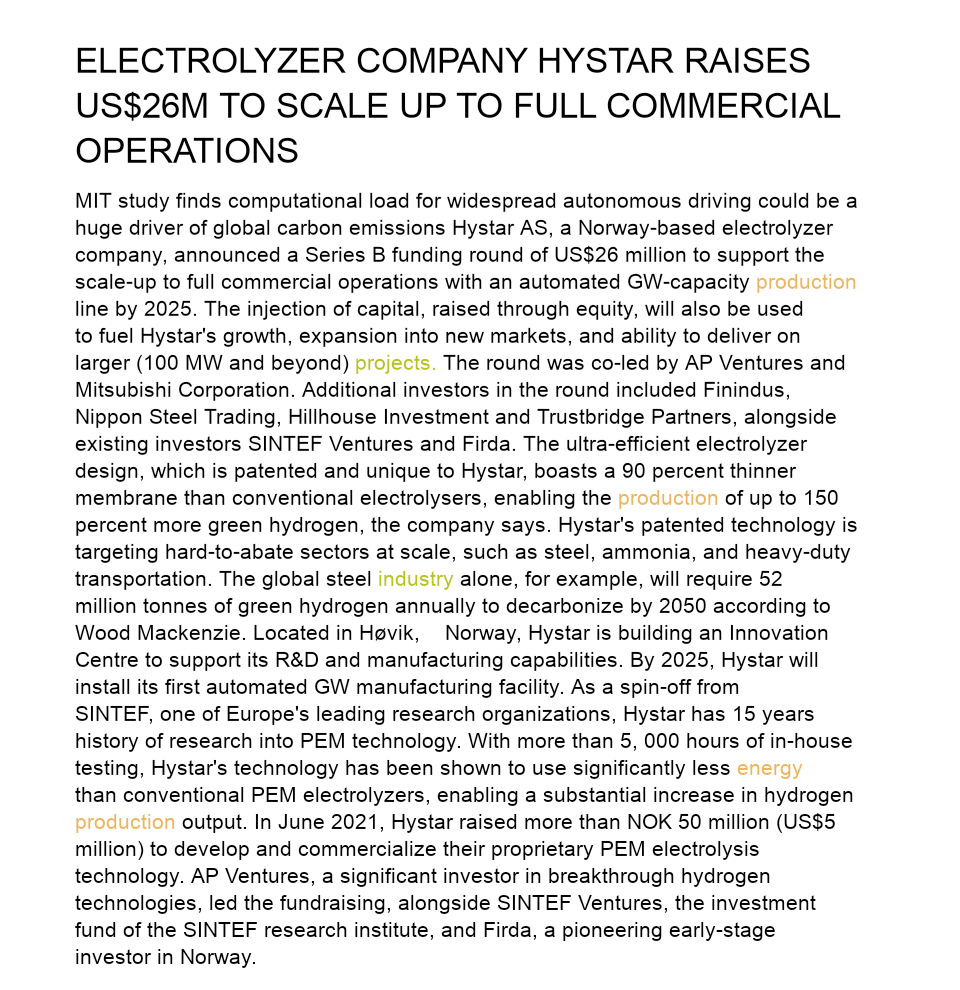 ELECTROLYZER COMPANY HYSTAR RAISES
US$26M TO SCALE UP TO FULL COMMERCIAL
OPERATIONS
MIT study finds computational load for widespread autonomous driving could be a
huge driver of global carbon emissions Hystar AS, a Norway-based electrolyzer
company, announced a Series B funding round of US$26 million to support the
scale-up to full commercial operations with an automated GW-capacity production
line by 2025. The injection of capital, raised through equity, will also be used
to fuel Hystar's growth, expansion into new markets, and ability to deliver on
larger (100 MW and beyond) projects. The round was co-led by AP Ventures and
Mitsubishi Corporation. Additional investors in the round included Finindus,
Nippon Steel Trading, Hillhouse Investment and Trustbridge Partners, alongside
existing investors SINTEF Ventures and Firda. The ultra-efficient electrolyzer
design, which is patented and unique to Hystar, boasts a 90 percent thinner
membrane than conventional electrolysers, enabling the production of up to 150
percent more green hydrogen, the company says. Hystar's patented technology is
targeting hard-to-abate sectors at scale, such as steel, ammonia, and heavy-duty
transportation. The global steel industry alone, for example, will require 52
million tonnes of green hydrogen annually to decarbonize by 2050 according to
Wood Mackenzie. Located in Høvik, Norway, Hystar is building an Innovation
Centre to support its R&D and manufacturing capabilities. By 2025, Hystar will
install its first automated GW manufacturing facility. As a spin-off from
SINTEF, one of Europe's leading research organizations, Hystar has 15 years
history of research into PEM technology. With more than 5, 000 hours of in-house
testing, Hystar's technology has been shown to use significantly less energy
than conventional PEM electrolyzers, enabling a substantial increase in hydrogen
production output. In June 2021, Hystar raised more than NOK 50 million (US$5
million) to develop and commercialize their proprietary PEM electrolysis
technology. AP Ventures, a significant investor in breakthrough hydrogen
technologies, led the fundraising, alongside SINTEF Ventures, the investment
fund of the SINTEF research institute, and Firda, a pioneering early-stage
investor in Norway.